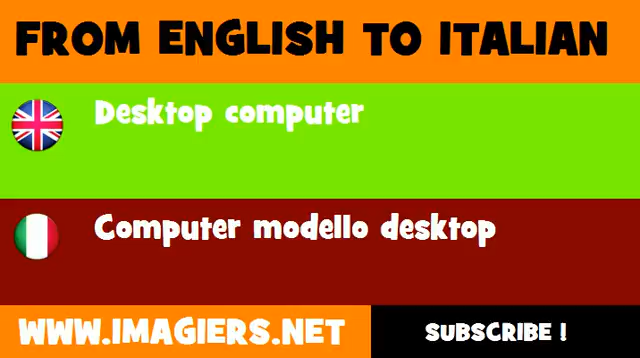 FROM ENGLISH TO ITALIAN
Desktop computer
Computer modello desktop
WWW.IMAGIERS.NET
SUBSCRIBE !